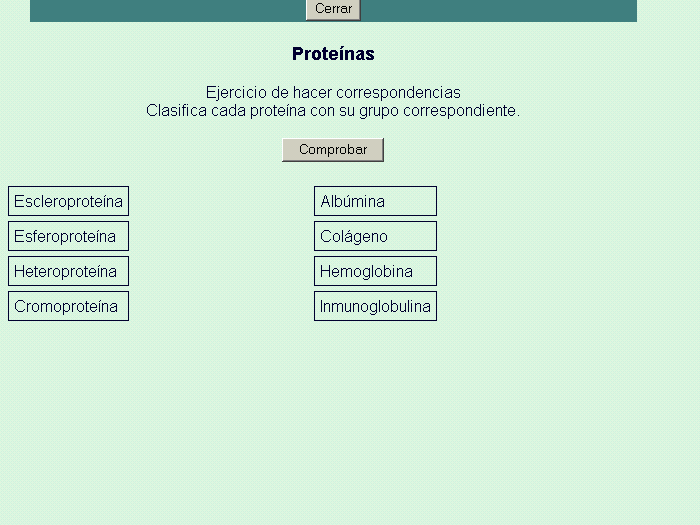 Cerrar
Proteínas
Ejercicio de hacer correspondencias
Clasifica cada proteína con su grupo correspondiente.
Comprobar
Escleroproteína
Albúmina
Esferoproteína
Colágeno
Heteroproteína
Hemoglobina
Cromoproteína
Inmunoglobulina